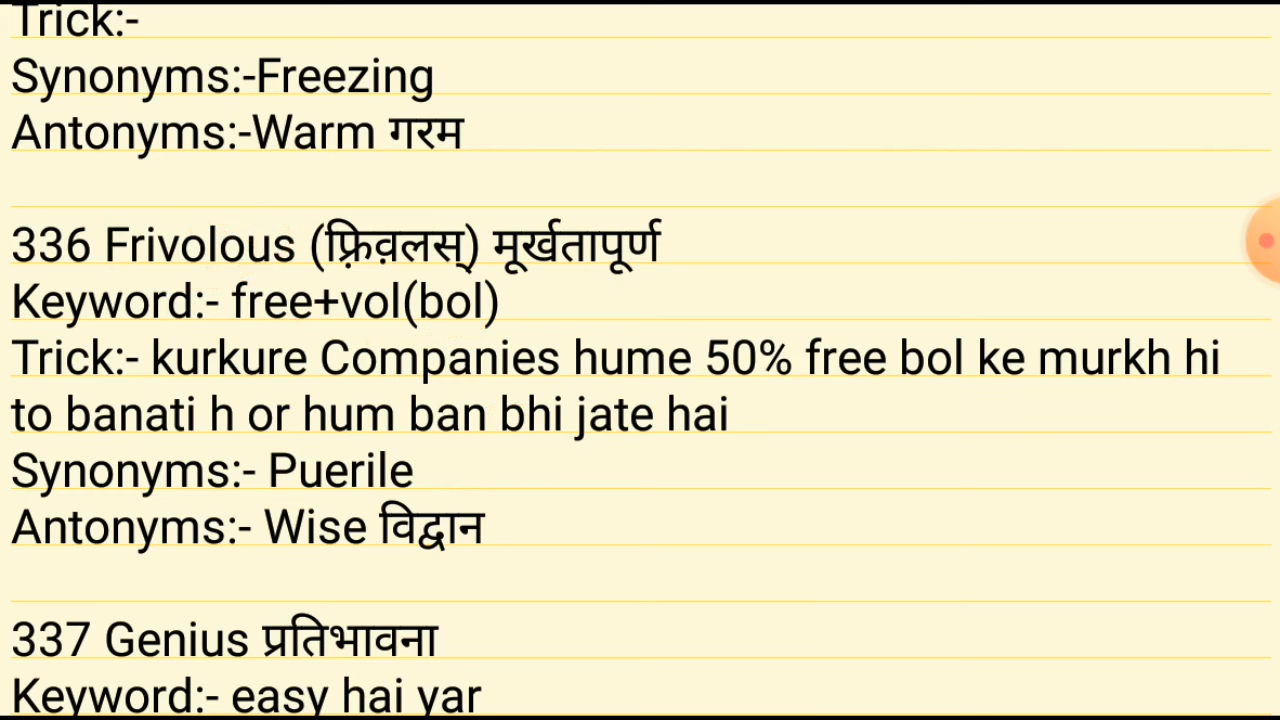 Trick:-
Synonyms:-Freezing
Antonyms:-Warm गरम
336 Frivolous (फ़्रिव़लस्) मूर्खतापूर्ण
Keyword:- free+vol(bol)
Trick:- kurkure Companies hume 50% free bol ke murkh hi
to banati h or hum ban bhi jate hai
Synonyms:- Puerile
Antonyms:- Wise विद्वान
337 Genius प्रतिभावना
Keyword:- easy hai yar